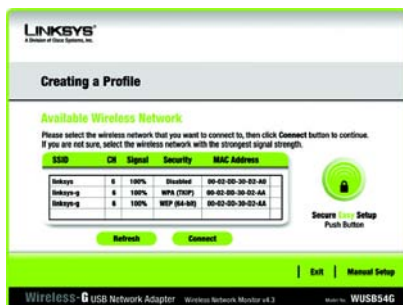 LINKSYS®
A Division of Cisco Systems, Inc.
Creating a Profile
Available Wireless Network
Please select the wireless network that you want to connect to, then click Connect button to continue.
If you are not sure, select the wireless network with the strongest signal strength.
SSID CH Signal Security MAC Address
linksys 6 100% Disabled 00-02-DD-30-D2-A0
linksys-g 6 100% WPA (TKIP) 00-02-DD-30-D2-AA
linksys-g 6 100% WEP (64-bit) 00-02-DD-30-D2-AA
Secure Easy Setup
Push Button
Refresh Connect
Exit Manual Setup
Wireless-G USB Network Adapter Wireless Network Monitor v4.3 Model No. WUSB54G